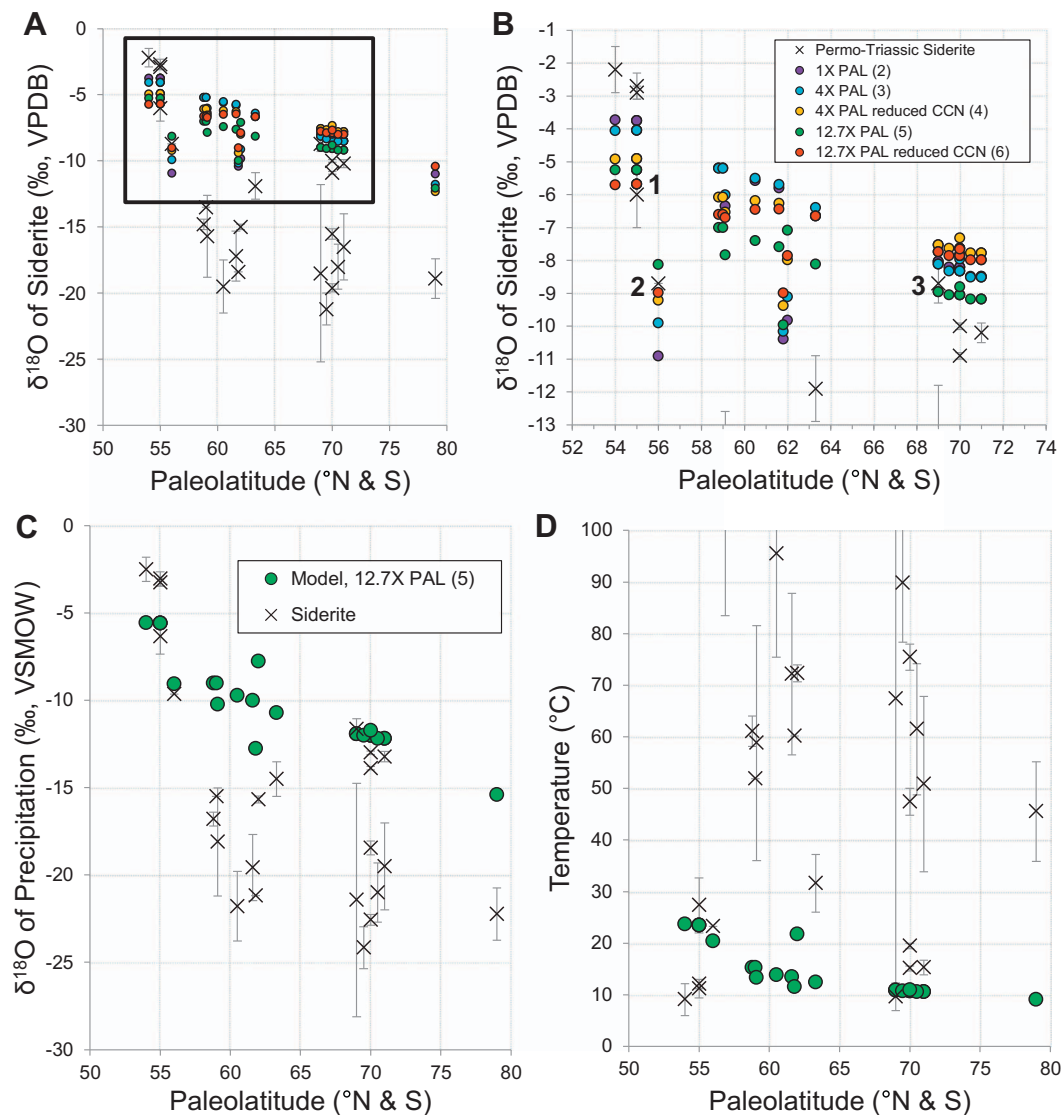 A
δ¹⁸O of Siderite (‰, VPDB)
0
-5
-10
-15
-20
-25
-30
50 55 60 65 70 75 80
Paleolatitude (°N & S)
B
δ¹⁸O of Siderite (‰, VPDB)
-1
-2
-3
-4
-5
-6
-7
-8
-9
-10
-11
-12
-13
52 54 56 58 60 62 64 66 68 70 72 74
Paleolatitude (°N & S)
Permo-Triassic Siderite
1X PAL (2)
4X PAL (3)
4X PAL reduced CCN (4)
12.7X PAL (5)
12.7X PAL reduced CCN (6)
1
2
3
C
δ¹⁸O of Precipitation (‰, VSMOW)
0
-5
-10
-15
-20
-25
-30
50 55 60 65 70 75 80
Paleolatitude (°N & S)
Model, 12.7X PAL (5)
Siderite
D
Temperature (°C)
100
90
80
70
60
50
40
30
20
10
0
50 55 60 65 70 75 80
Paleolatitude (°N & S)